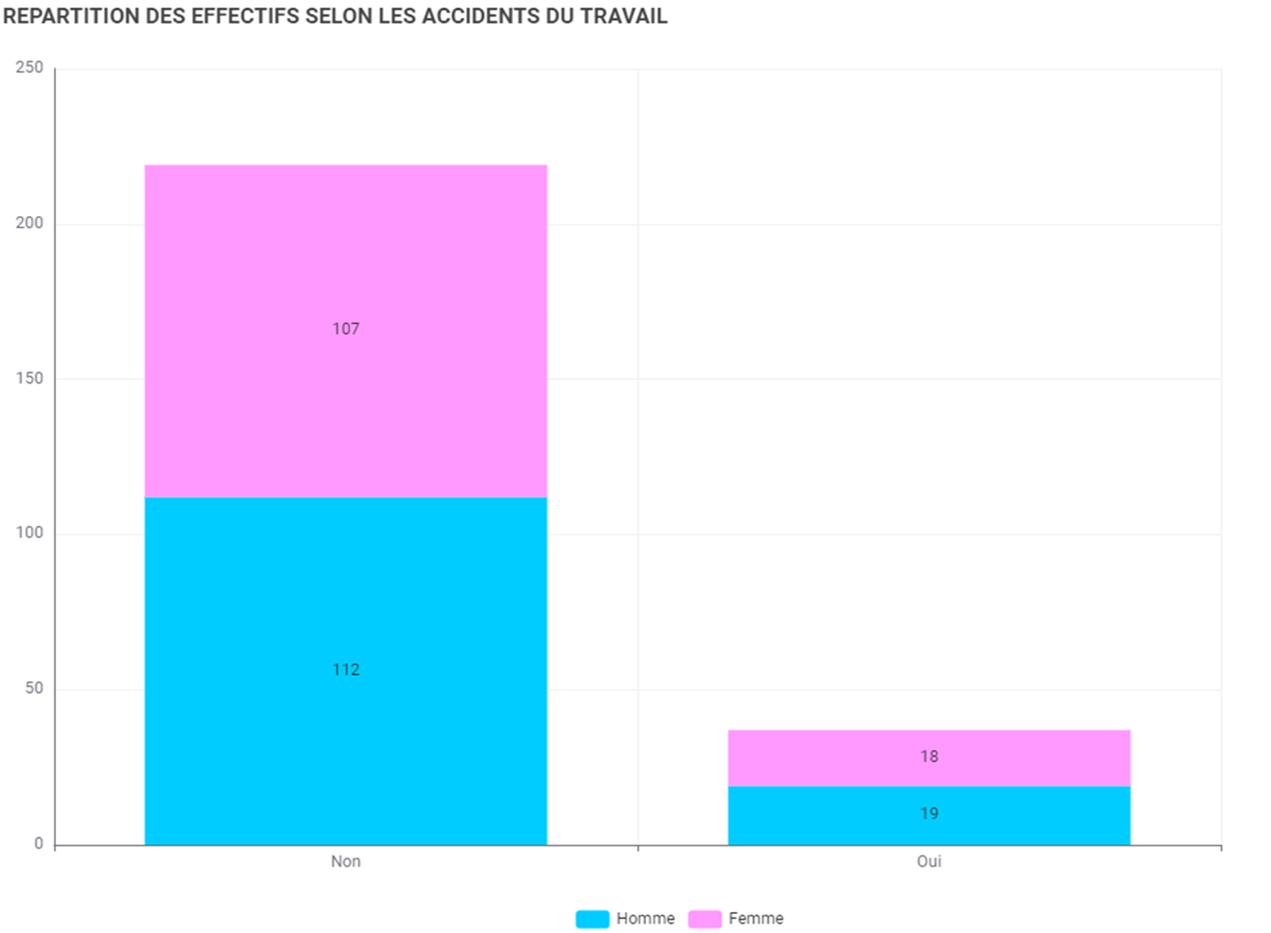 REPARTITION DES EFFECTIFS SELON LES ACCIDENTS DU TRAVAIL
250
200
150
100
50
0
107
112
18
19
Non
Oui
Homme
Femme